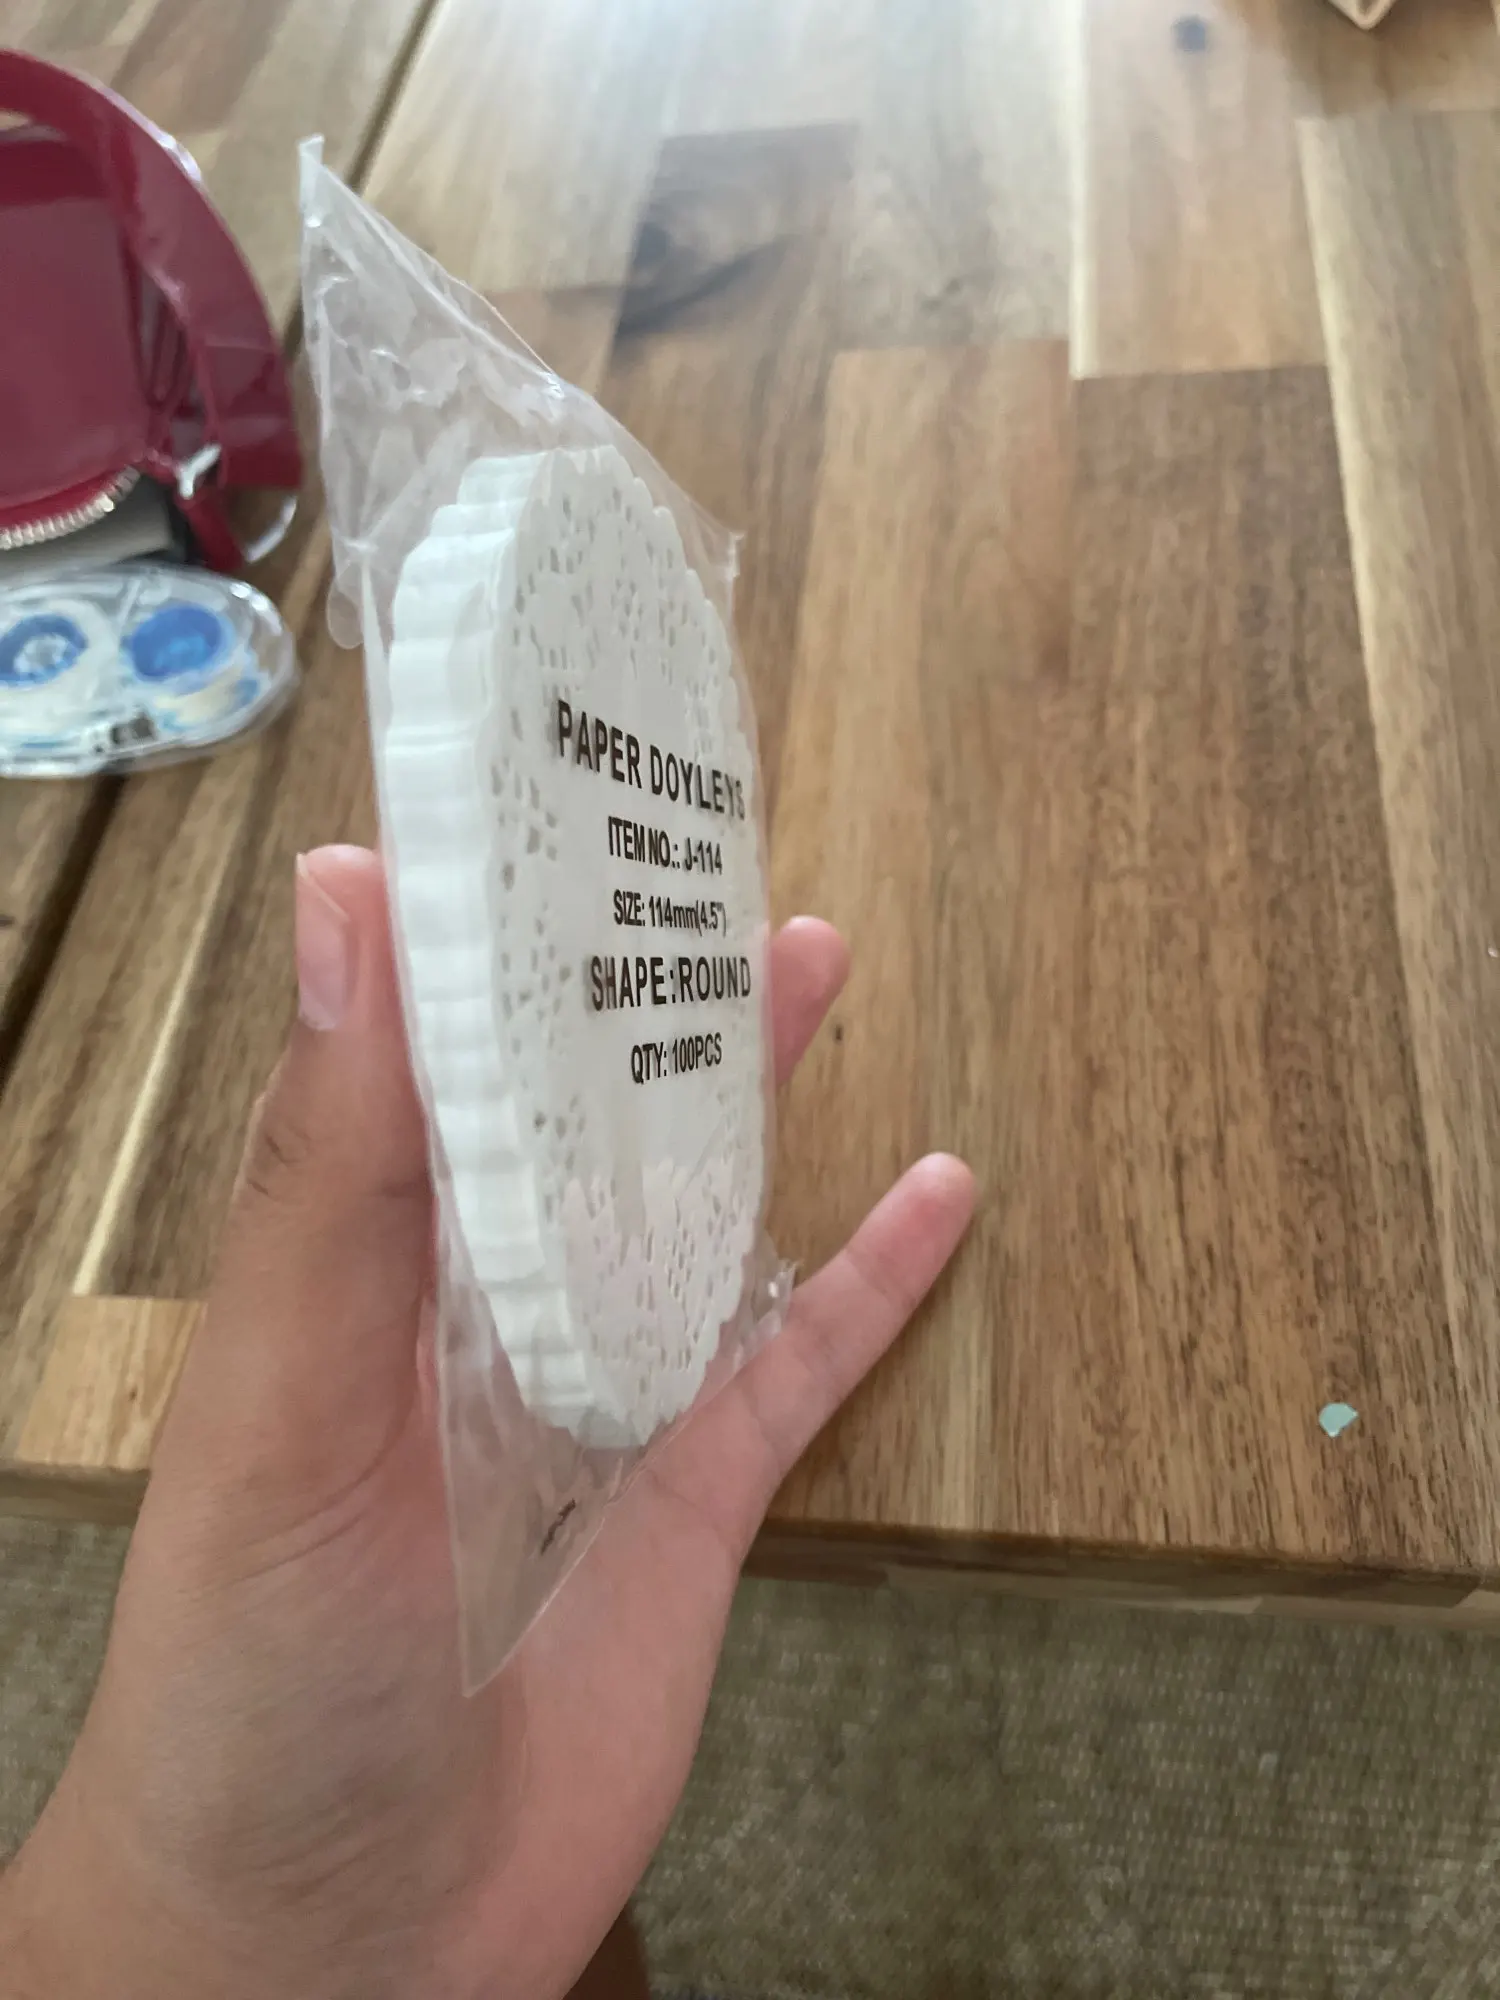 PAPER DOYLEYS
ITEM NO.: J-114
SIZE: 114mm(4.5")
SHAPE:ROUND
QTY: 100PCS